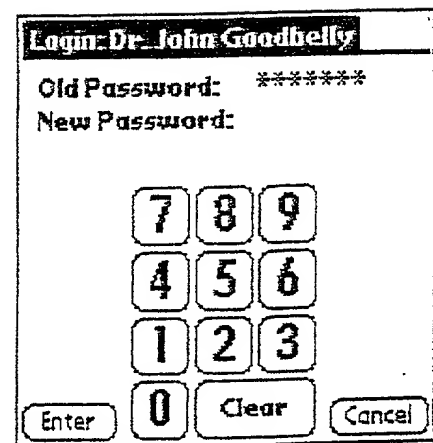 Login: Dr. John Goodbelly
Old Password: *******
New Password:
7 8 9
4 5 6
1 2 3
Enter 0 Clear Cancel